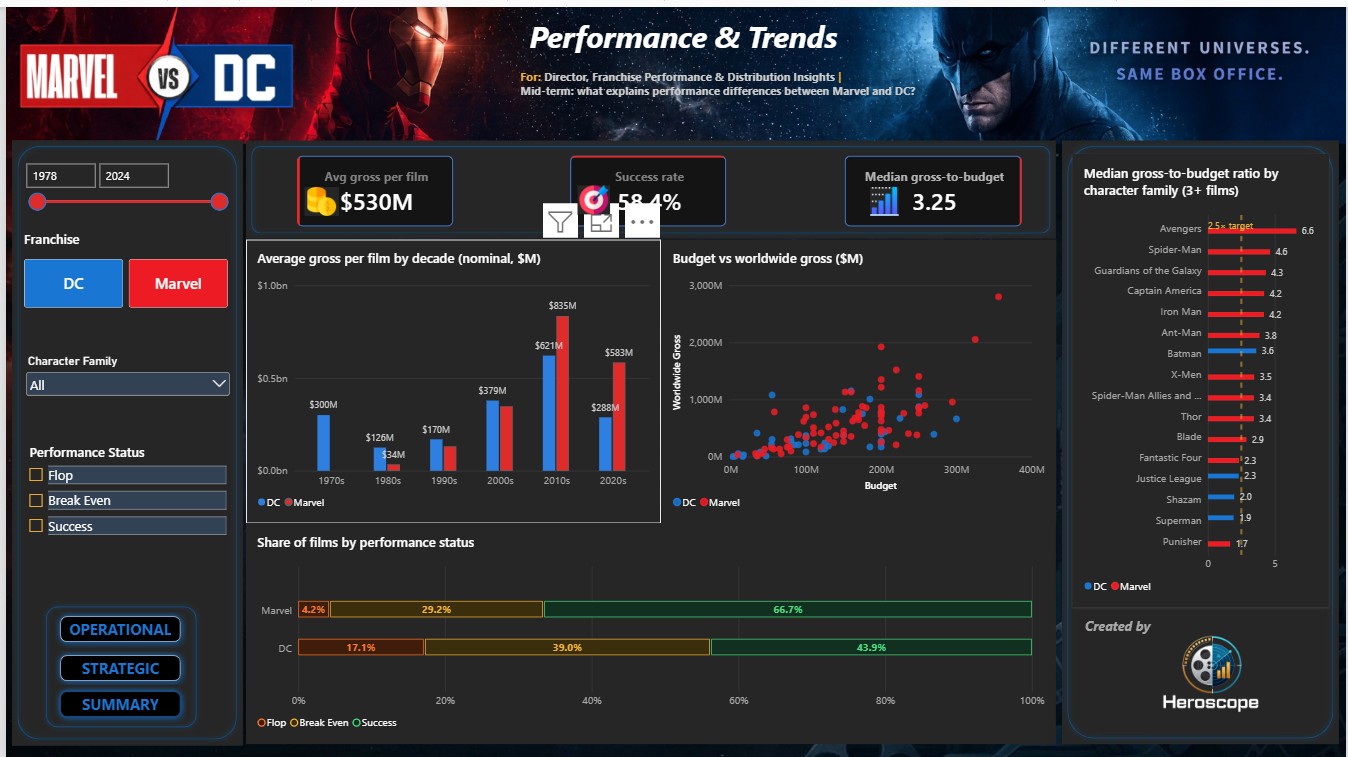 MARVEL VS DC
Performance & Trends
For: Director, Franchise Performance & Distribution Insights |
Mid-term: what explains performance differences between Marvel and DC?
DIFFERENT UNIVERSES.
SAME BOX OFFICE.
1978 2024
Franchise
DC Marvel
Character Family
All
Performance Status
Flop
Break Even
Success
OPERATIONAL
STRATEGIC
SUMMARY
Avg gross per film
$530M
Success rate
58.4%
Median gross-to-budget
3.25
Average gross per film by decade (nominal, $M)
$1.0bn
$0.5bn
$0.0bn
$300M
$126M
$34M
$170M
$379M
$621M
$835M
$288M
$583M
1970s 1980s 1990s 2000s 2010s 2020s
DC Marvel
Budget vs worldwide gross ($M)
Worldwide Gross
3,000M
2,000M
1,000M
0M
0M 100M 200M 300M 400M
Budget
DC Marvel
Share of films by performance status
Marvel 4.2% 29.2% 66.7%
DC 17.1% 39.0% 43.9%
0% 20% 40% 60% 80% 100%
Flop Break Even Success
Median gross-to-budget ratio by
character family (3+ films)
2.5× target
Avengers 6.6
Spider-Man 4.6
Guardians of the Galaxy 4.3
Captain America 4.2
Iron Man 4.2
Ant-Man 3.8
Batman 3.6
X-Men 3.5
Spider-Man Allies and ... 3.4
Thor 3.4
Blade 2.9
Fantastic Four 2.3
Justice League 2.3
Shazam 2.0
Superman 1.9
Punisher 1.7
0 5
DC Marvel
Created by
Heroscope